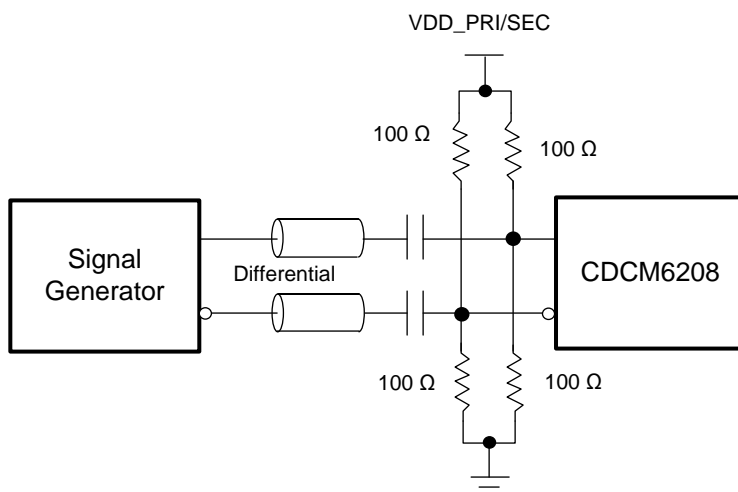 VDD_PRI/SEC
100 Ω
100 Ω
Signal
Generator
Differential
CDCM6208
100 Ω
100 Ω